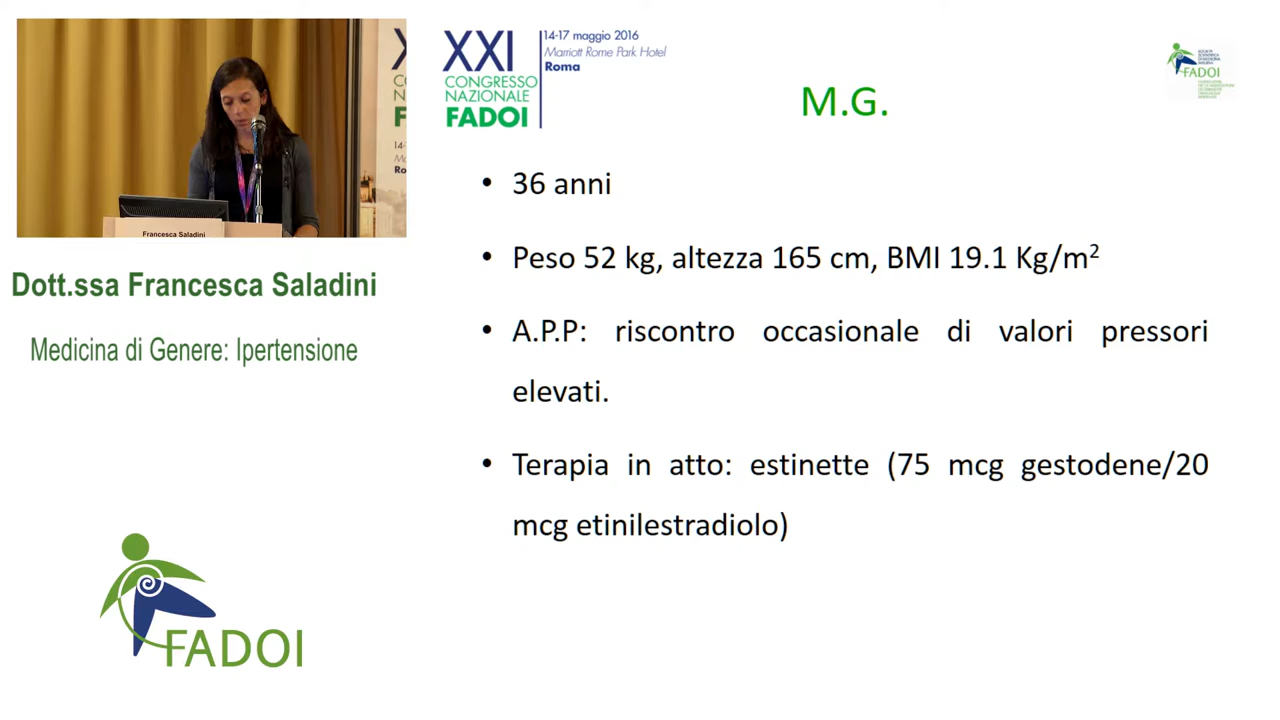 XXI
CONGRESSO
NAZIONALE
FADOI
14-17 maggio 2016
Marriott Rome Park Hotel
Roma
FADOI
M.G.
Francesca Saladini
Dott.ssa Francesca Saladini
Medicina di Genere: Ipertensione
• 36 anni
• Peso 52 kg, altezza 165 cm, BMI 19.1 Kg/m²
• A.P.P: riscontro occasionale di valori pressori
elevati.
• Terapia in atto: estinette (75 mcg gestodene/20
mcg etinilestradiolo)
FADOI